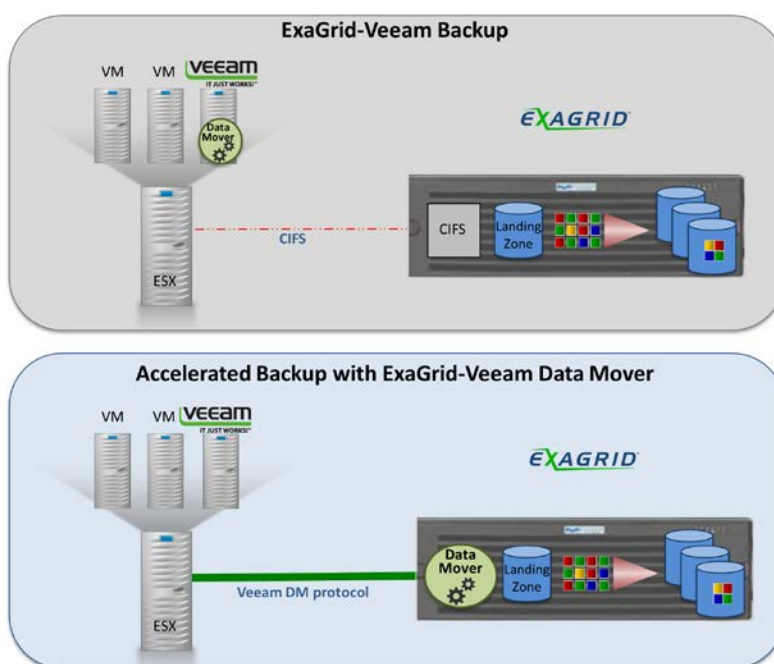 ExaGrid-Veeam Backup
VM VM veeam
IT JUST WORKS!™
Data
Mover
EXAGRID
CIFS
Landing
Zone
CIFS
ESX
Accelerated Backup with ExaGrid-Veeam Data Mover
VM VM veeam
IT JUST WORKS!™
EXAGRID
Data
Mover
Landing
Zone
Veeam DM protocol
ESX